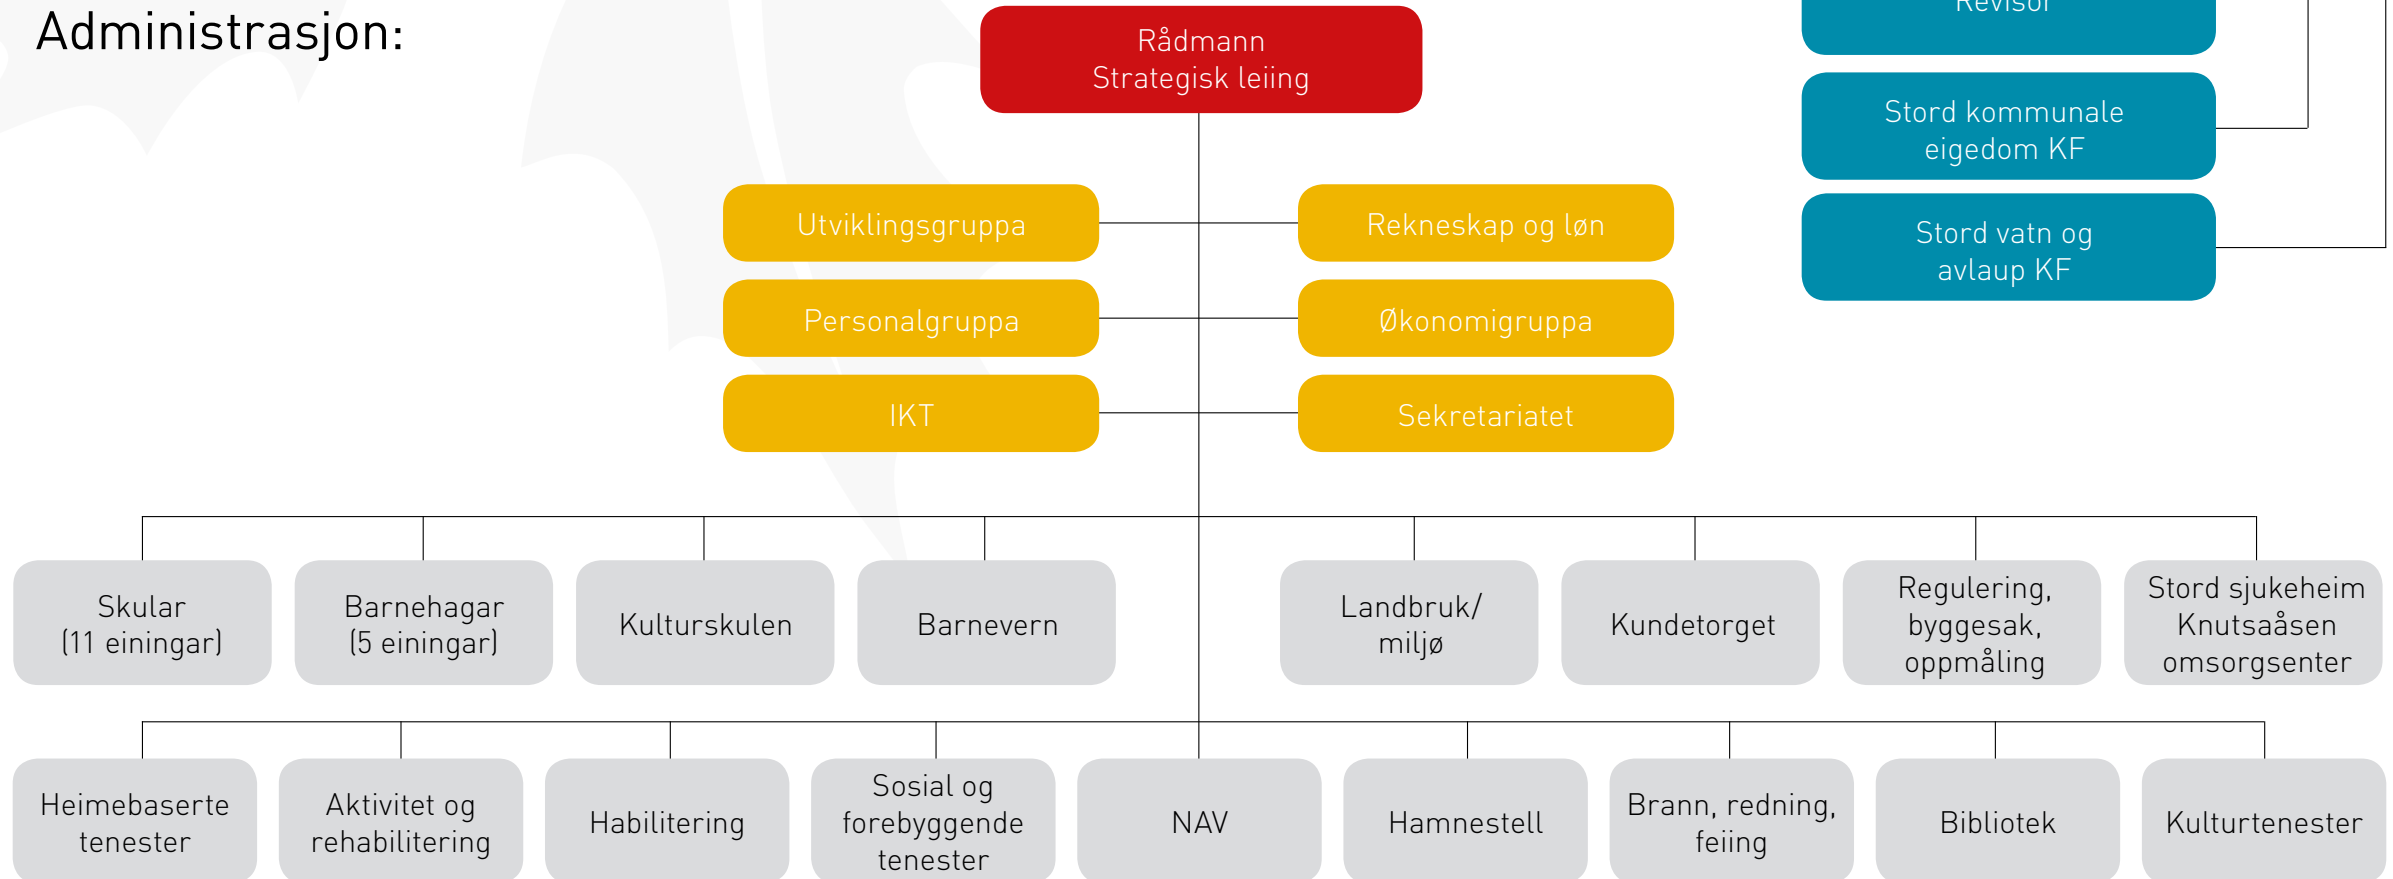 Administrasjon:
Rådmann
Strategisk leiing
Revisor
Stord kommunale
eigedom KF
Stord vatn og
avlaup KF
Utviklingsgruppa
Rekneskap og løn
Personalgruppa
Økonomigruppa
IKT
Sekretariatet
Skular
(11 einingar)
Barnehagar
(5 einingar)
Kulturskulen
Barnevern
Landbruk/
miljø
Kundetorget
Regulering,
byggesak,
oppmåling
Stord sjukeheim
Knutsaåsen
omsorgsenter
Heimebaserte
tenester
Aktivitet og
rehabilitering
Habilitering
Sosial og
forebyggende
tenester
NAV
Hamnestell
Brann, redning,
feiing
Bibliotek
Kulturtenester